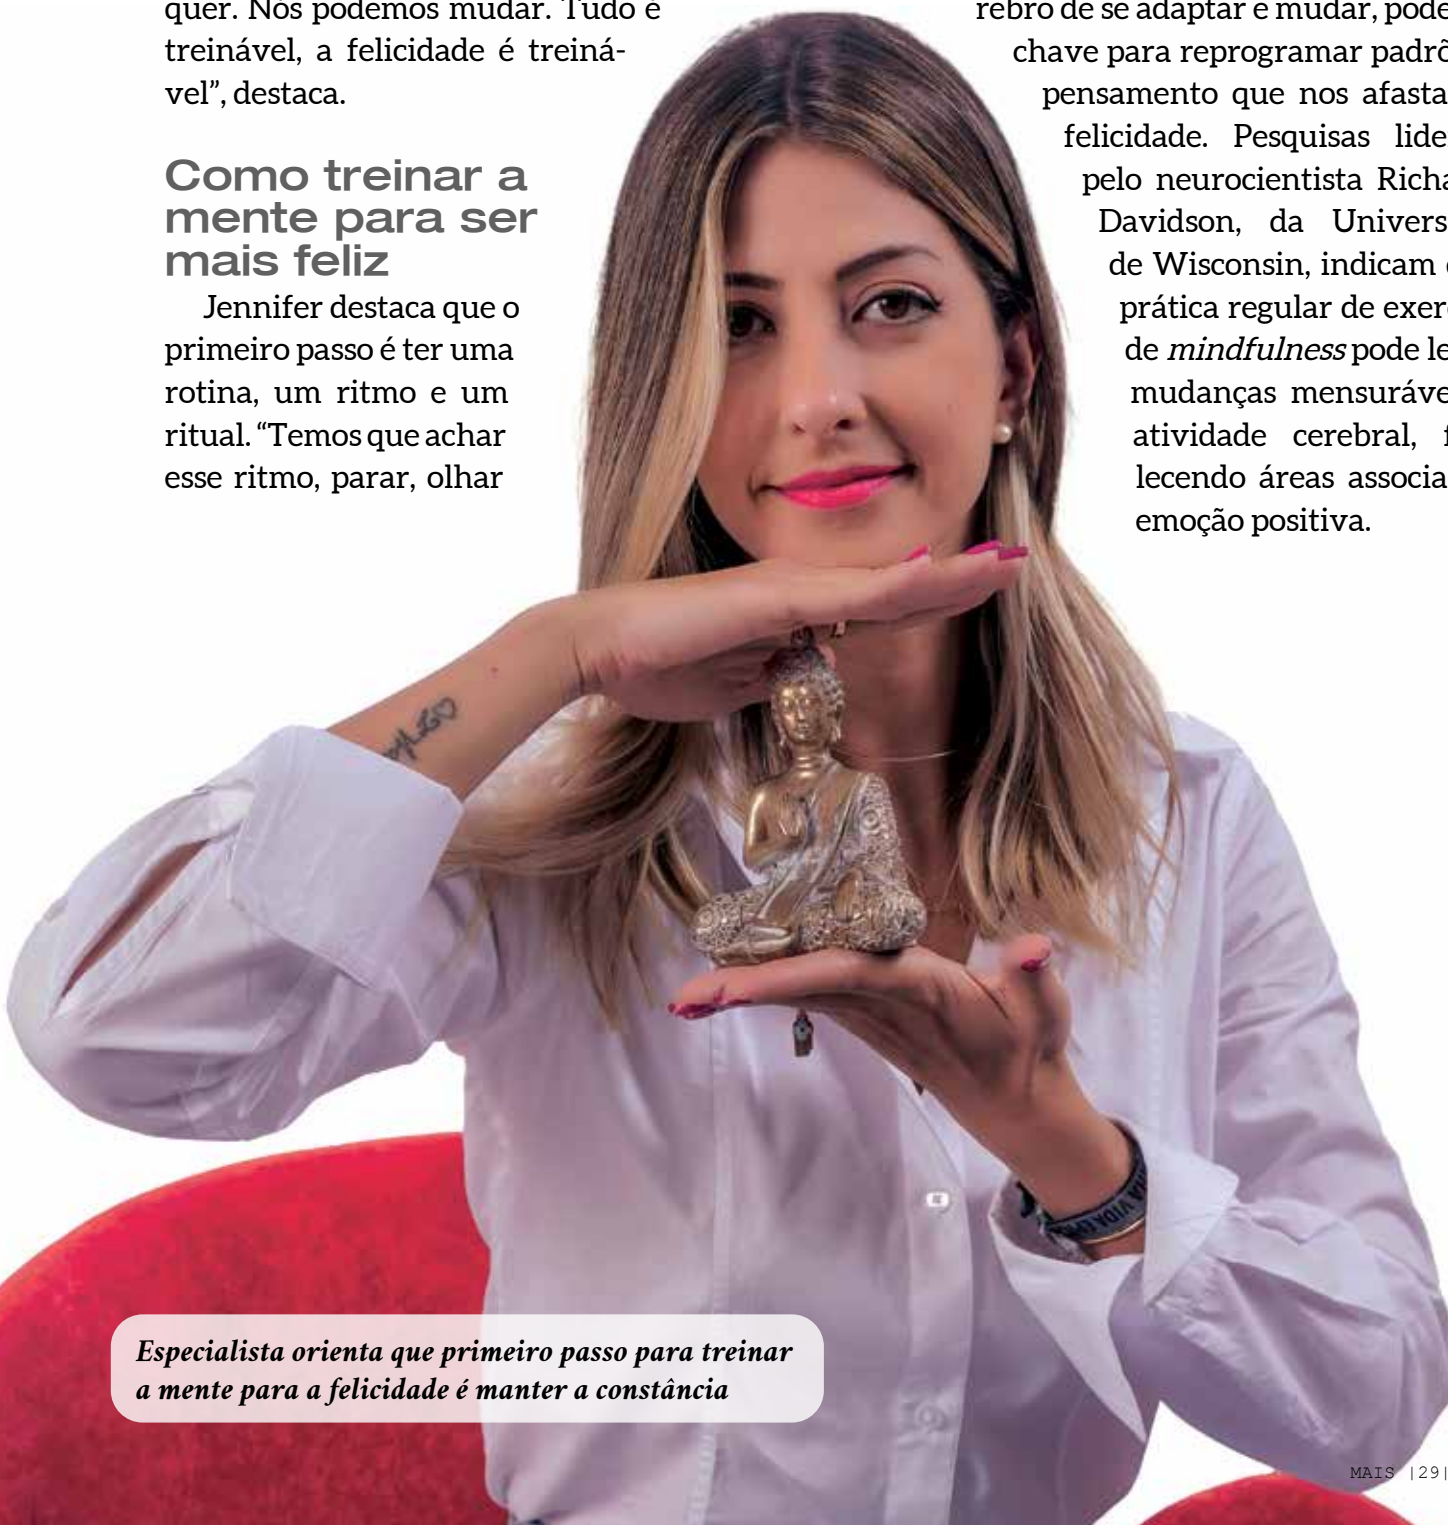 quer. Nós podemos mudar. Tudo é
treinável, a felicidade é treiná-
vel”, destaca.
Como treinar a
mente para ser
mais feliz
Jennifer destaca que o
primeiro passo é ter uma
rotina, um ritmo e um
ritual. “Temos que achar
esse ritmo, parar, olhar
rebro de se adaptar e mudar, pode
chave para reprogramar padrõ
pensamento que nos afasta
felicidade. Pesquisas lide
pelo neurocientista Richa
Davidson, da Univers
de Wisconsin, indicam
prática regular de exer
de mindfulness pode le
mudanças mensuráve
atividade cerebral, f
lecendo áreas associa
emoção positiva.
VIDA
Especialista orienta que primeiro passo para treinar
a mente para a felicidade é manter a constância
MAIS |29|